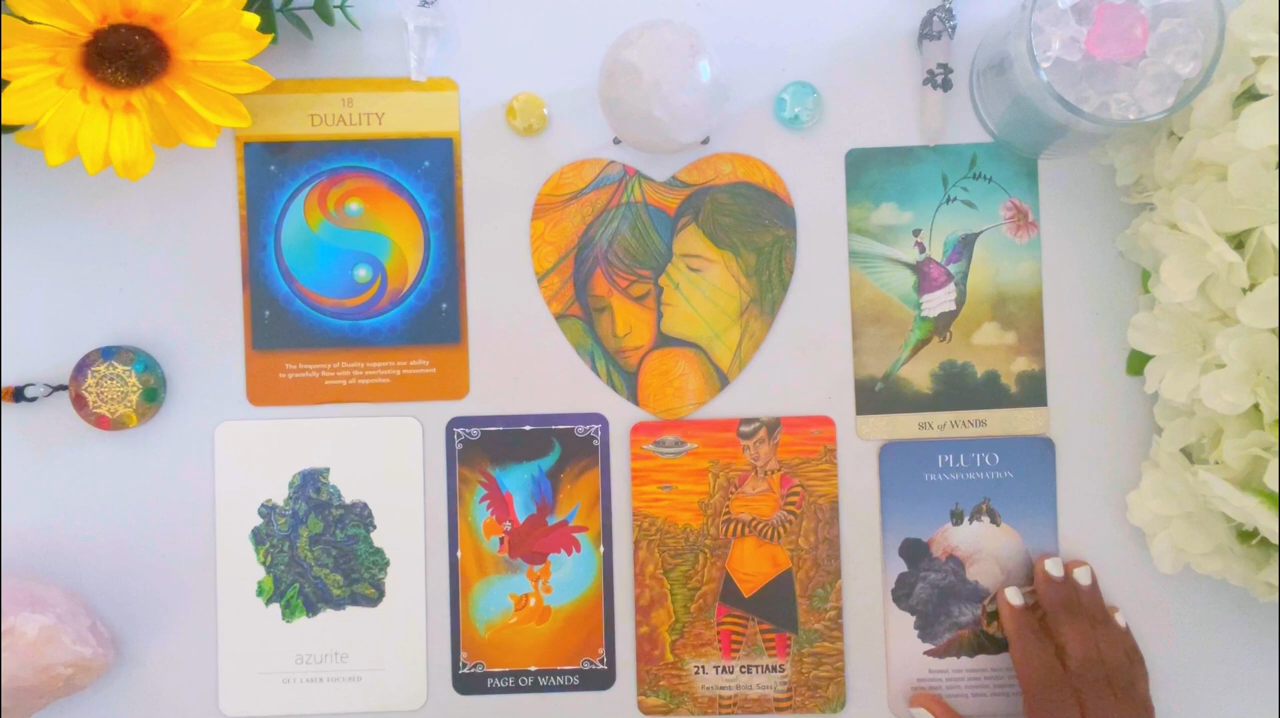 18
DUALITY
The frequency of Duality supports our ability
to gracefully flow with the everlasting movement
among all opposites.
SIX of WANDS
azurite
GET LASER FOCUSED
PAGE OF WANDS
21. TAU CETIANS
Resilient Bold Sassy
PLUTO
TRANSFORMATION